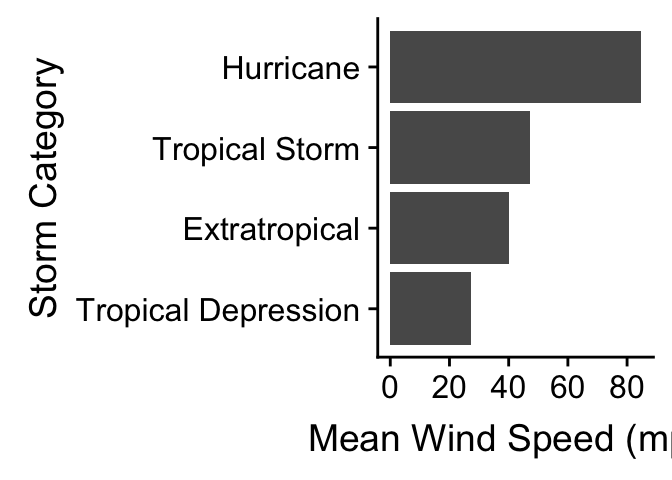 Storm Category
Hurricane
Tropical Storm
Extratropical
Tropical Depression
0 20 40 60 80
Mean Wind Speed